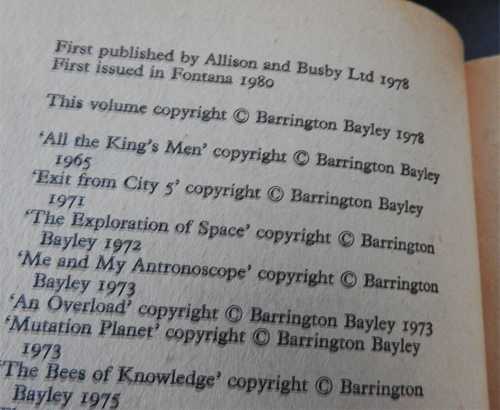 First published by Allison and Busby Ltd 1978
First issued in Fontana 1980
This volume copyright © Barrington Bayley 1978
‘All the King's Men’ copyright © Barrington Bayley
1965
‘Exit from City 5’ copyright © Barrington Bayley
1971
‘The Exploration of Space’ copyright © Barrington
Bayley 1972
‘Me and My Antronoscope’ copyright © Barrington
Bayley 1973
‘An Overload’ copyright © Barrington Bayley 1973
‘Mutation Planet’ copyright © Barrington Bayley
1973
‘The Bees of Knowledge’ copyright © Barrington
Bayley 1975